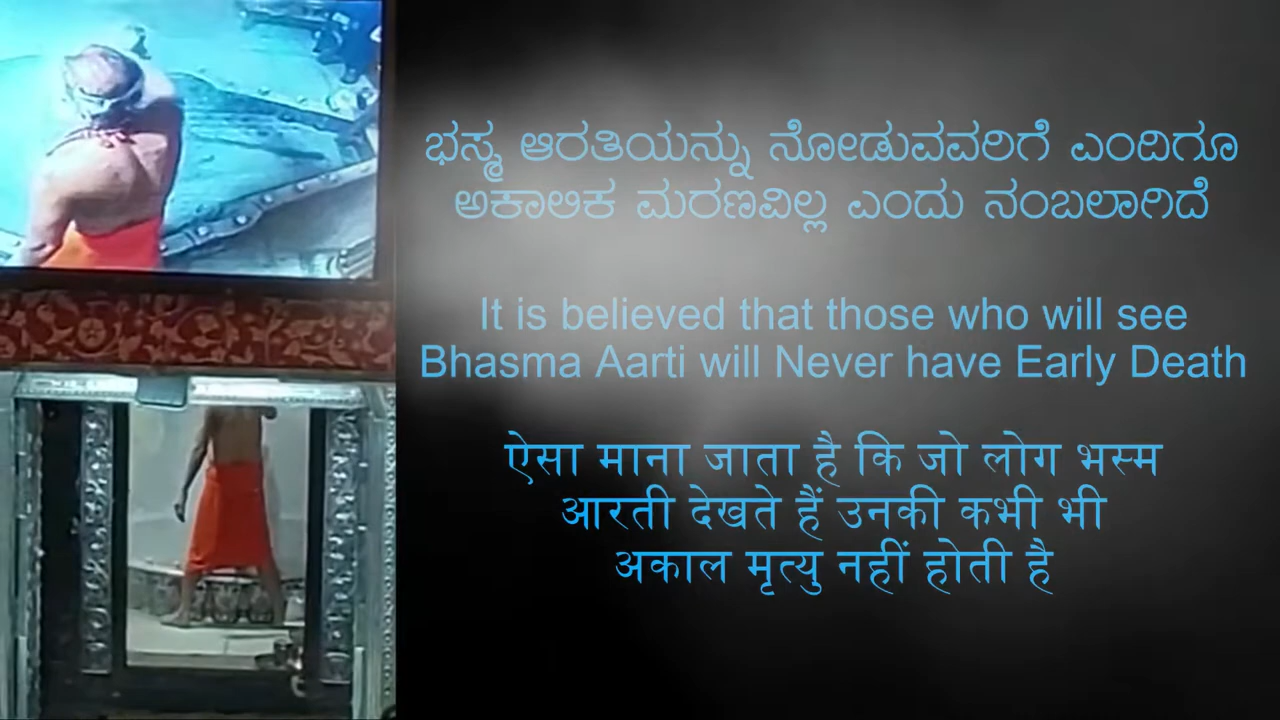 ಭಸ್ಮ ಆರತಿಯನ್ನು ನೋಡುವವರಿಗೆ ಎಂದಿಗೂ
ಅಕಾಲಿಕ ಮರಣವಿಲ್ಲ ಎಂದು ನಂಬಲಾಗಿದೆ
It is believed that those who will see
Bhasma Aarti will Never have Early Death
ऐसा माना जाता है कि जो लोग भस्म
आरती देखते हैं उनकी कभी भी
अकाल मृत्यु नहीं होती है